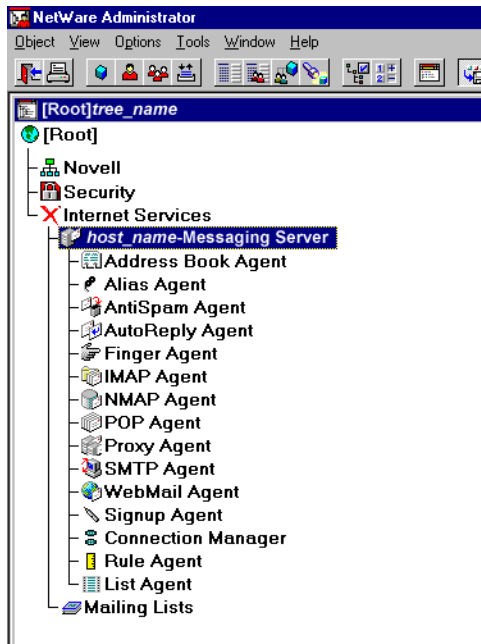 NetWare Administrator
Object View Options Tools Window Help
[Root]tree_name
[Root]
Novell
Security
Internet Services
host_name-Messaging Server
Address Book Agent
Alias Agent
AntiSpam Agent
AutoReply Agent
Finger Agent
IMAP Agent
NMAP Agent
POP Agent
Proxy Agent
SMTP Agent
WebMail Agent
Signup Agent
Connection Manager
Rule Agent
List Agent
Mailing Lists